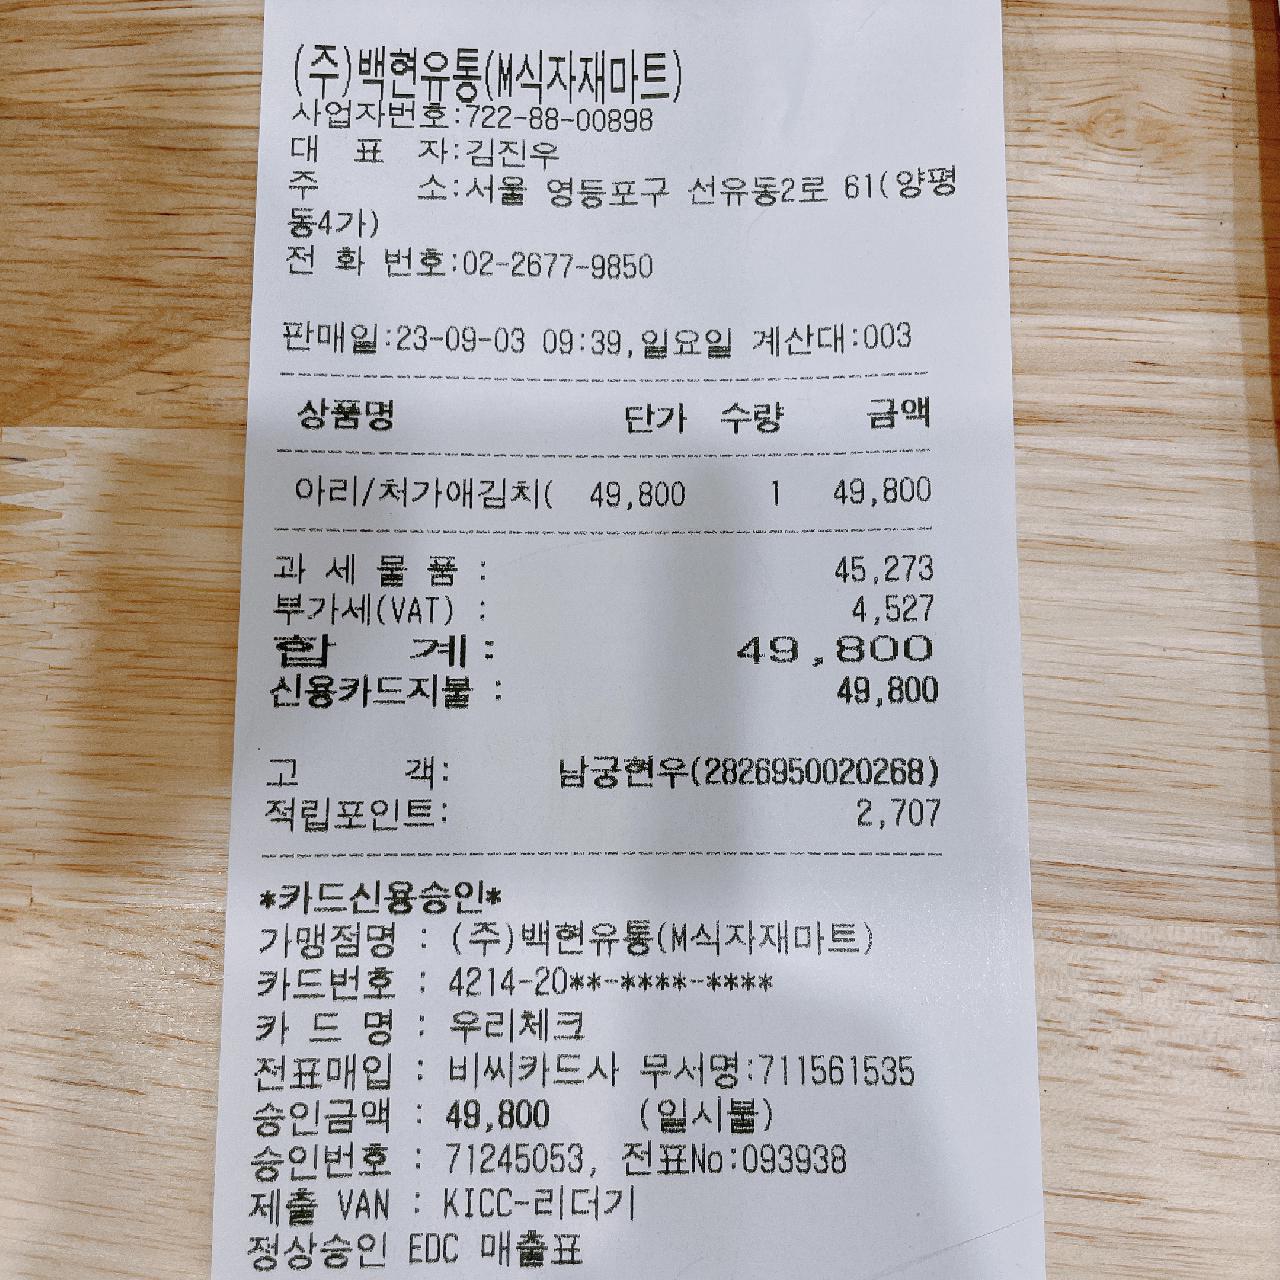 (주)백현유통(M식자재마트)
사업자번호:722-88-00898
대 표 자:김진우
주 소:서울 영등포구 선유동2로 61(양평
동4가)
전 화 번호:02-2677-9850
판매일:23-09-03 09:39,일요일 계산대:003
상품명 단가 수량 금액
아리/처가애김치( 49,800 1 49,800
과 세 물 품 : 45,273
부가세(VAT) : 4,527
합 계: 49,800
신용카드지불 : 49,800
고 객: 남궁현우(2826950020268)
적립포인트: 2,707
*카드신용승인*
가맹점명 : (주)백현유통(M식자재마트)
카드번호 : 4214-20**-****-****
카 드 명 : 우리체크
전표매입 : 비씨카드사 무서명:711561535
승인금액 : 49,800 (일시불)
승인번호 : 71245053, 전표No:093938
제출 VAN : KICC-리더기
정상승인 EDC 매출표